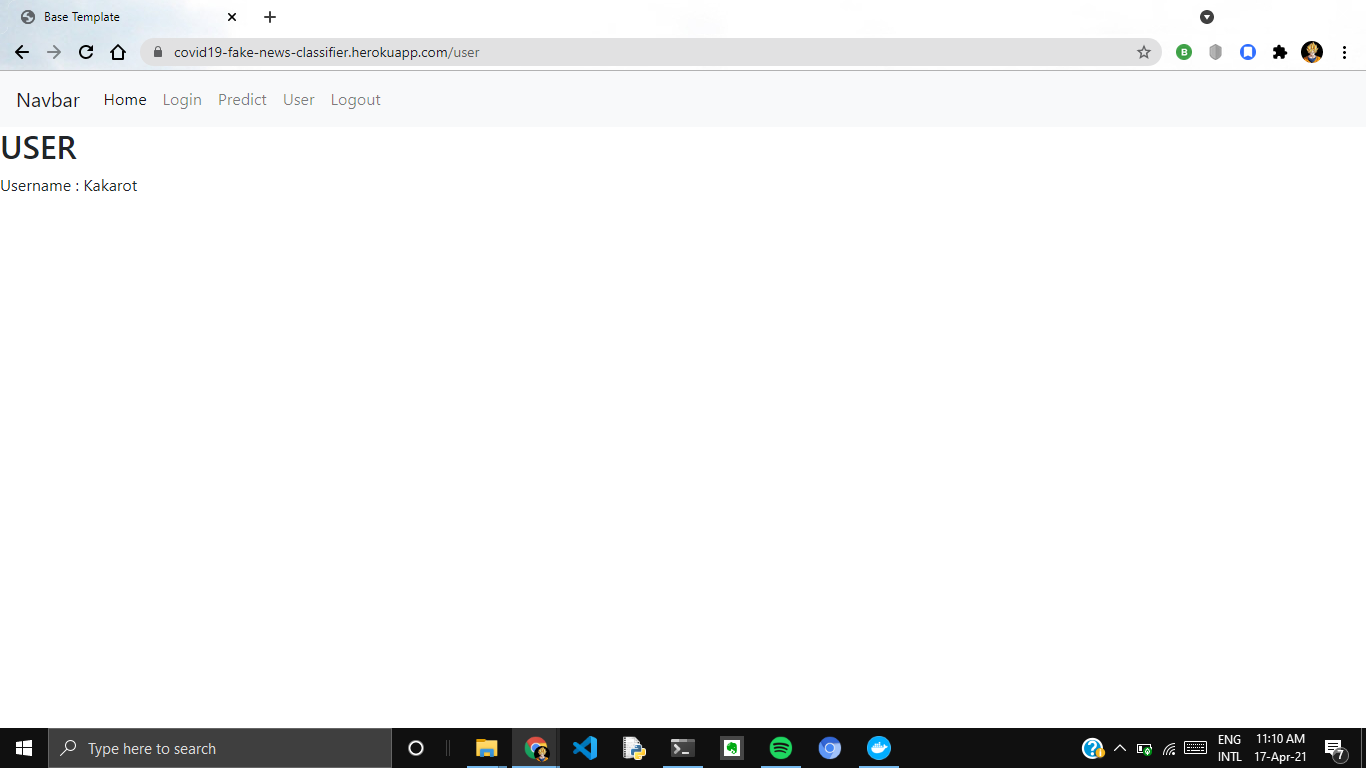 Base Template
covid19-fake-news-classifier.herokuapp.com/user
B
Navbar Home Login Predict User Logout
USER
Username : Kakarot
Type here to search
ENG 11:10 AM
INTL 17-Apr-21
7